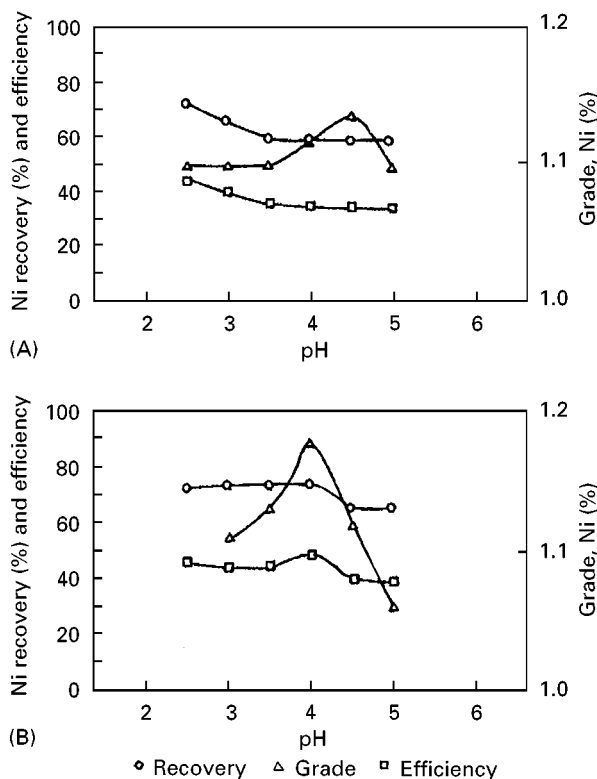 Ni recovery (%) and efficiency
100
80
60
40
20
0
1.2
1.10
1.0
Grade, Ni (%)
2 3 4 5 6
pH
(A)
Ni recovery (%) and efficiency
100
80
60
40
20
0
1.2
1.10
1.0
Grade, Ni (%)
2 3 4 5 6
pH
(B)
Recovery Grade Efficiency